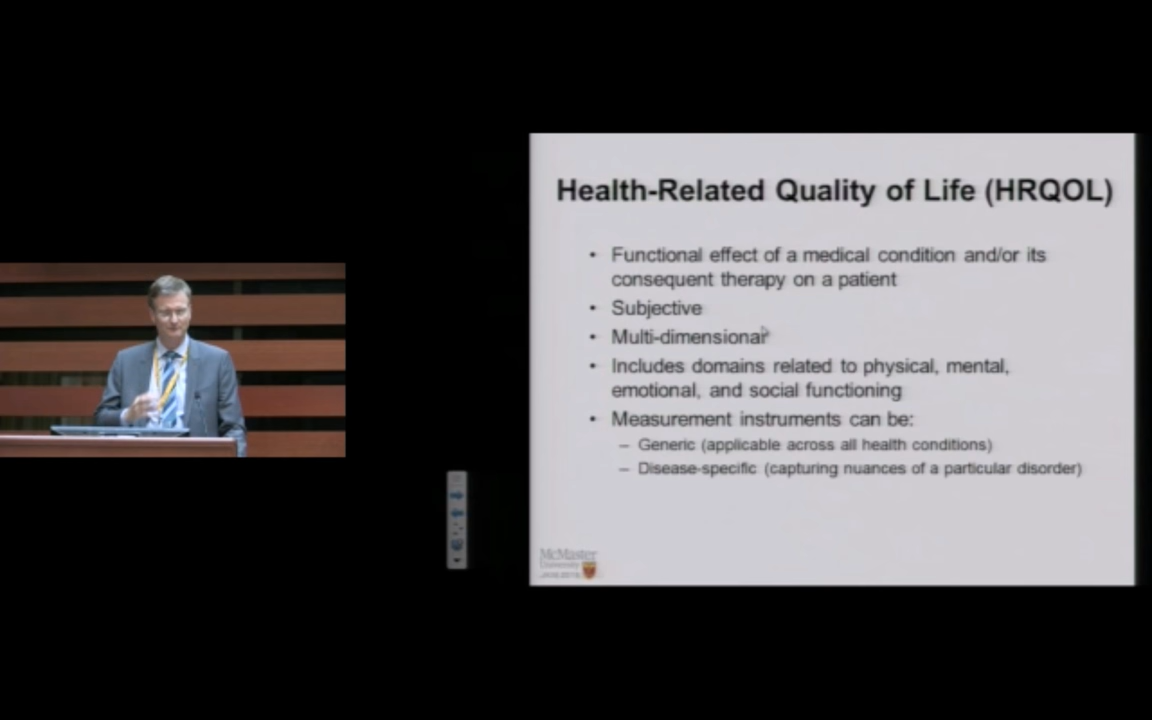 Health-Related Quality of Life (HRQOL)
• Functional effect of a medical condition and/or its
consequent therapy on a patient
• Subjective
• Multi-dimensional
• Includes domains related to physical, mental,
emotional, and social functioning
• Measurement instruments can be:
– Generic (applicable across all health conditions)
– Disease-specific (capturing nuances of a particular disorder)
McMaster
University